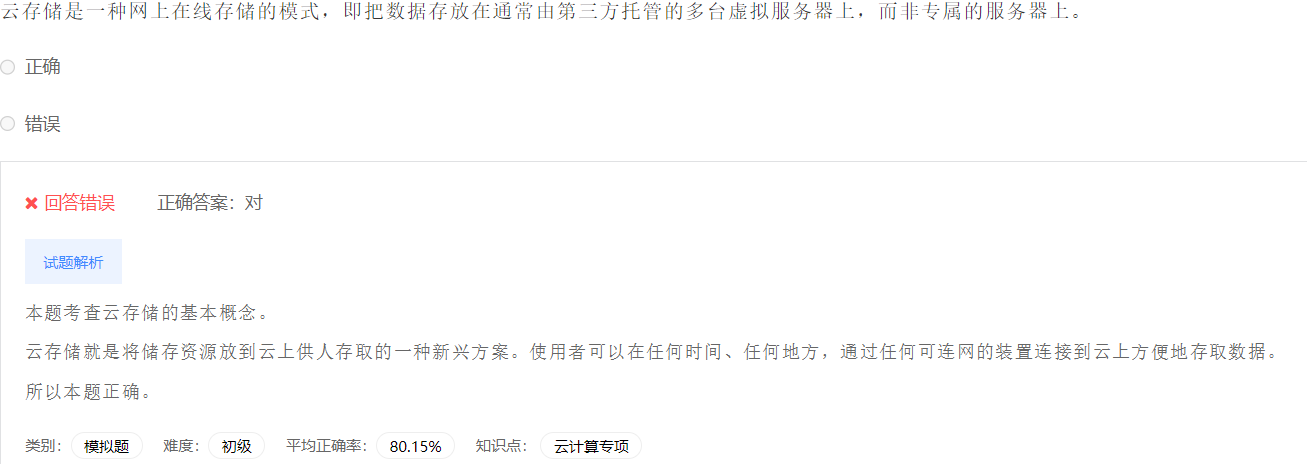 云存储是一种网上在线存储的模式，即把数据存放在通常由第三方托管的多台虚拟服务器上，而非专属的服务器上。
正确
错误
回答错误 正确答案：对
试题解析
本题考查云存储的基本概念。
云存储就是将储存资源放到云上供人存取的一种新兴方案。使用者可以在任何时间、任何地方，通过任何可连网的装置连接到云上方便地存取数据。
所以本题正确。
类别： 模拟题 难度： 初级 平均正确率： 80.15% 知识点： 云计算专项